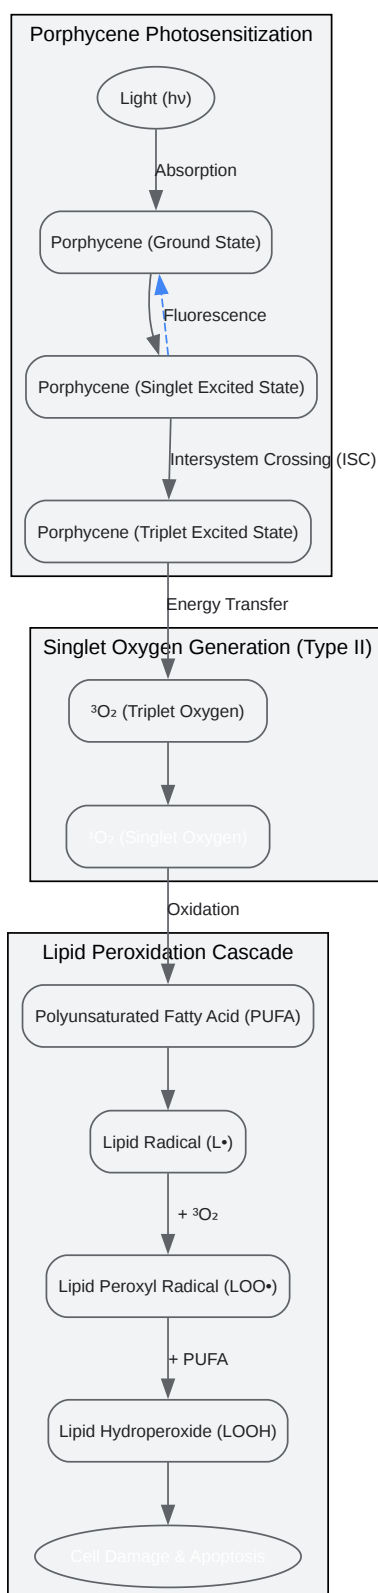 Porphycene Photosensitization
Light (hν)
Absorption
Porphycene (Ground State)
Fluorescence
Porphycene (Singlet Excited State)
Intersystem Crossing (ISC)
Porphycene (Triplet Excited State)
Energy Transfer
Singlet Oxygen Generation (Type II)
³O₂ (Triplet Oxygen)
¹O₂ (Singlet Oxygen)
Oxidation
Lipid Peroxidation Cascade
Polyunsaturated Fatty Acid (PUFA)
Lipid Radical (L•)
+ ³O₂
Lipid Peroxyl Radical (LOO•)
+ PUFA
Lipid Hydroperoxide (LOOH)
Cell Damage & Apoptosis